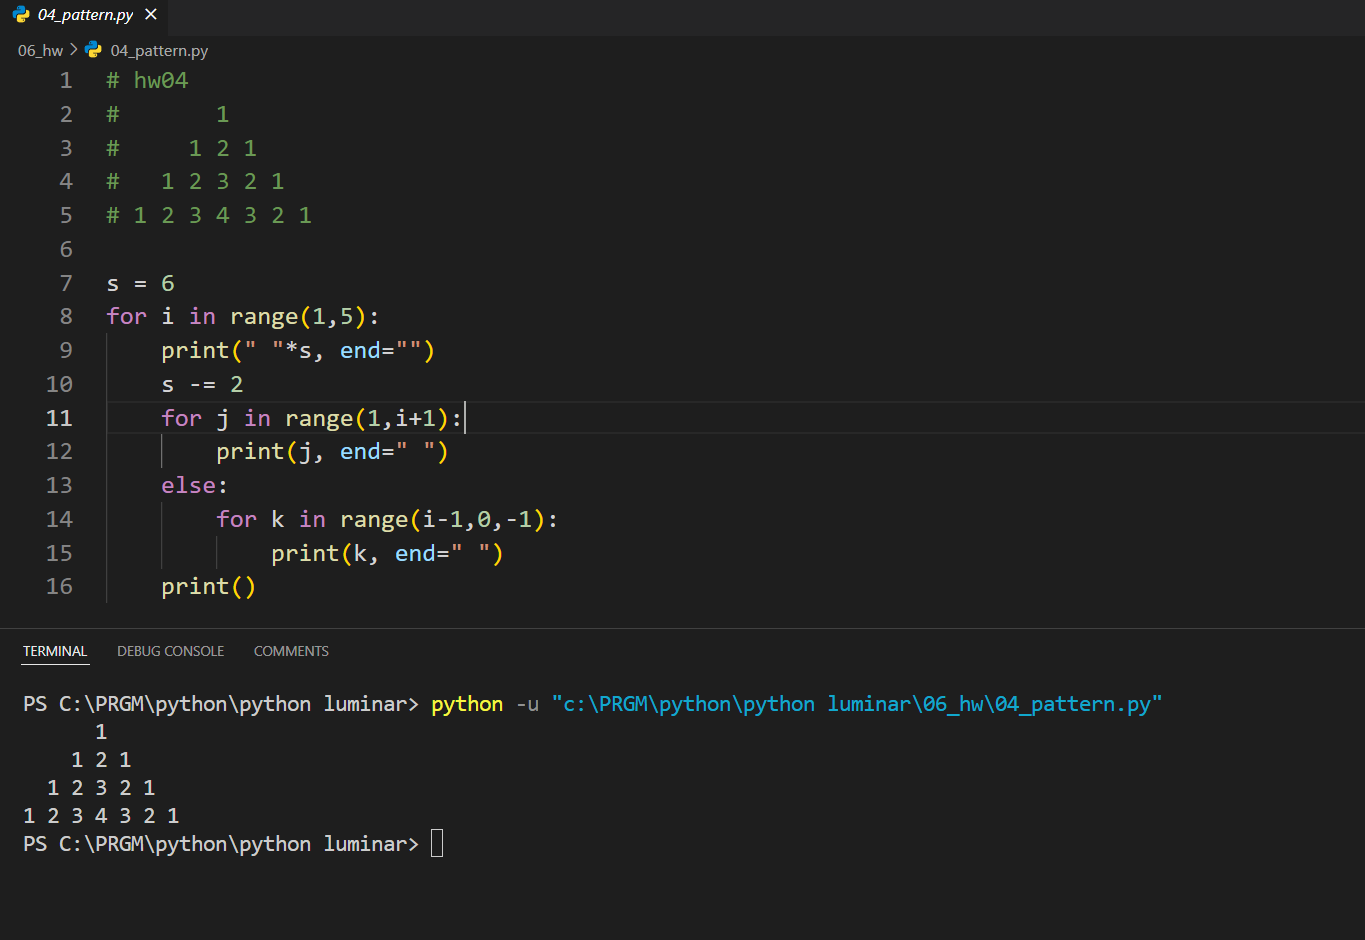 04_pattern.py
06_hw > 04_pattern.py
1 # hw04
2 #       1
3 #     1 2 1
4 #   1 2 3 2 1
5 # 1 2 3 4 3 2 1
6
7 s = 6
8 for i in range(1,5):
9     print(" "*s, end="")
10     s -= 2
11     for j in range(1,i+1):
12         print(j, end=" ")
13     else:
14         for k in range(i-1,0,-1):
15             print(k, end=" ")
16     print()
TERMINAL DEBUG CONSOLE COMMENTS
PS C:\PRGM\python\python luminar> python -u "c:\PRGM\python\python luminar\06_hw\04_pattern.py"
      1
    1 2 1
  1 2 3 2 1
1 2 3 4 3 2 1
PS C:\PRGM\python\python luminar>